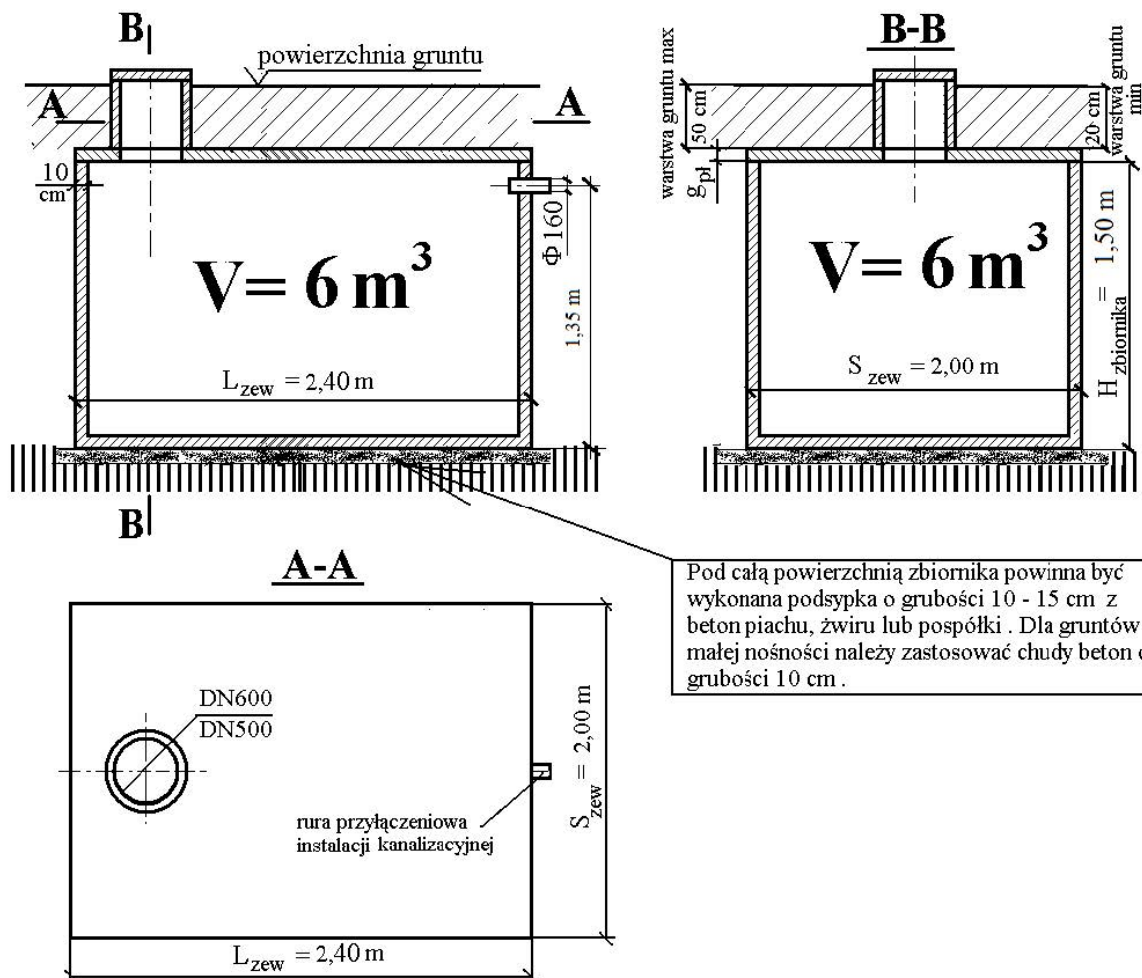 B
powierzchnia gruntu
A
A
10
cm
Φ160
V= 6 m³
1,35 m
L zew = 2,40 m
B
B-B
warstwa gruntu max
50 cm
g pł
20 cm
warstwa gruntu
min
V= 6 m³
H zbiornika = 1,50 m
S zew = 2,00 m
Pod całą powierzchnią zbiornika powinna być
wykonana podsypka o grubości 10 - 15 cm z
beton piachu, żwiru lub pospółki . Dla gruntów
małej nośności należy zastosować chudy beton
grubości 10 cm .
A-A
DN600
DN500
S zew = 2,00 m
rura przyłączeniowa
instalacji kanalizacyjnej
L zew = 2,40 m